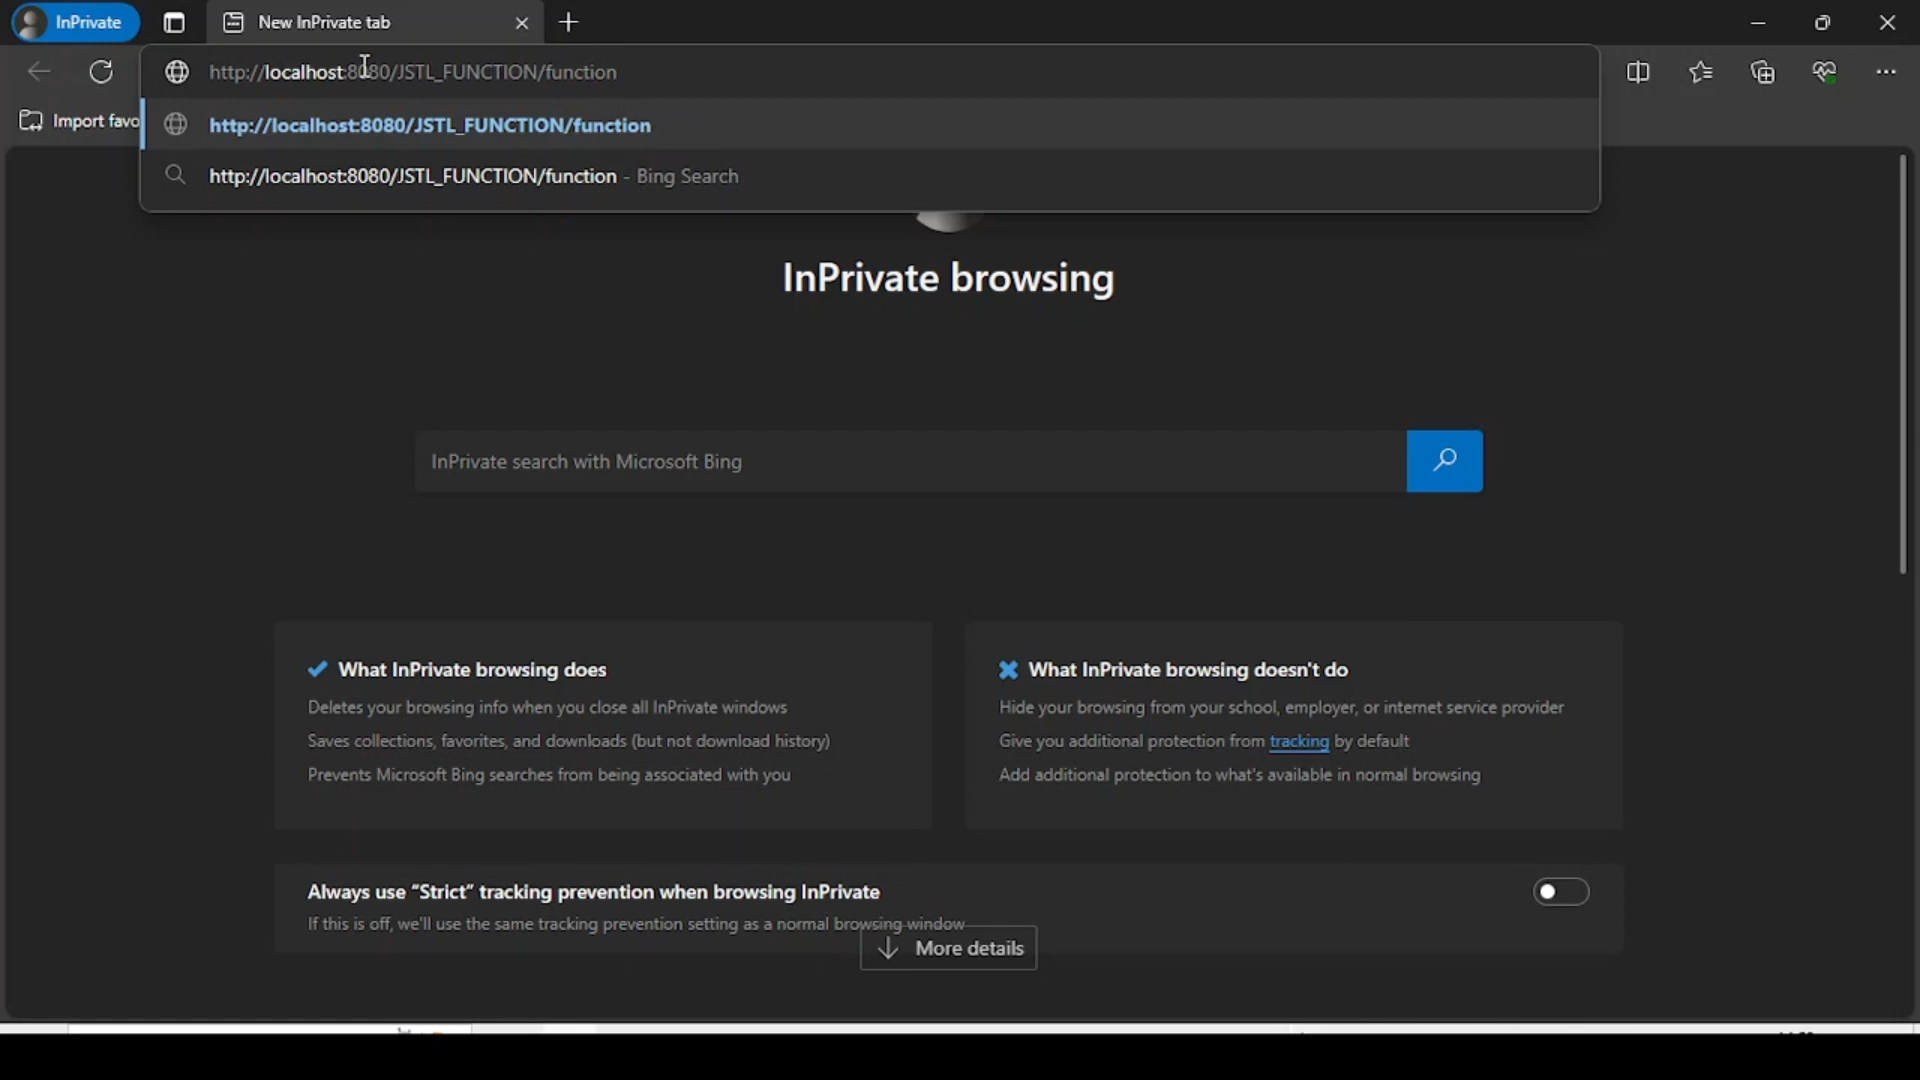 InPrivate
New InPrivate tab
http://localhost:8080/JSTL_FUNCTION/function
Import favo
http://localhost:8080/JSTL_FUNCTION/function
http://localhost:8080/JSTL_FUNCTION/function - Bing Search
InPrivate browsing
InPrivate search with Microsoft Bing
What InPrivate browsing does
Deletes your browsing info when you close all InPrivate windows
Saves collections, favorites, and downloads (but not download history)
Prevents Microsoft Bing searches from being associated with you
What InPrivate browsing doesn't do
Hide your browsing from your school, employer, or internet service provider
Give you additional protection from tracking by default
Add additional protection to what's available in normal browsing
Always use “Strict” tracking prevention when browsing InPrivate
If this is off, we'll use the same tracking prevention setting as a normal browsing window
More details